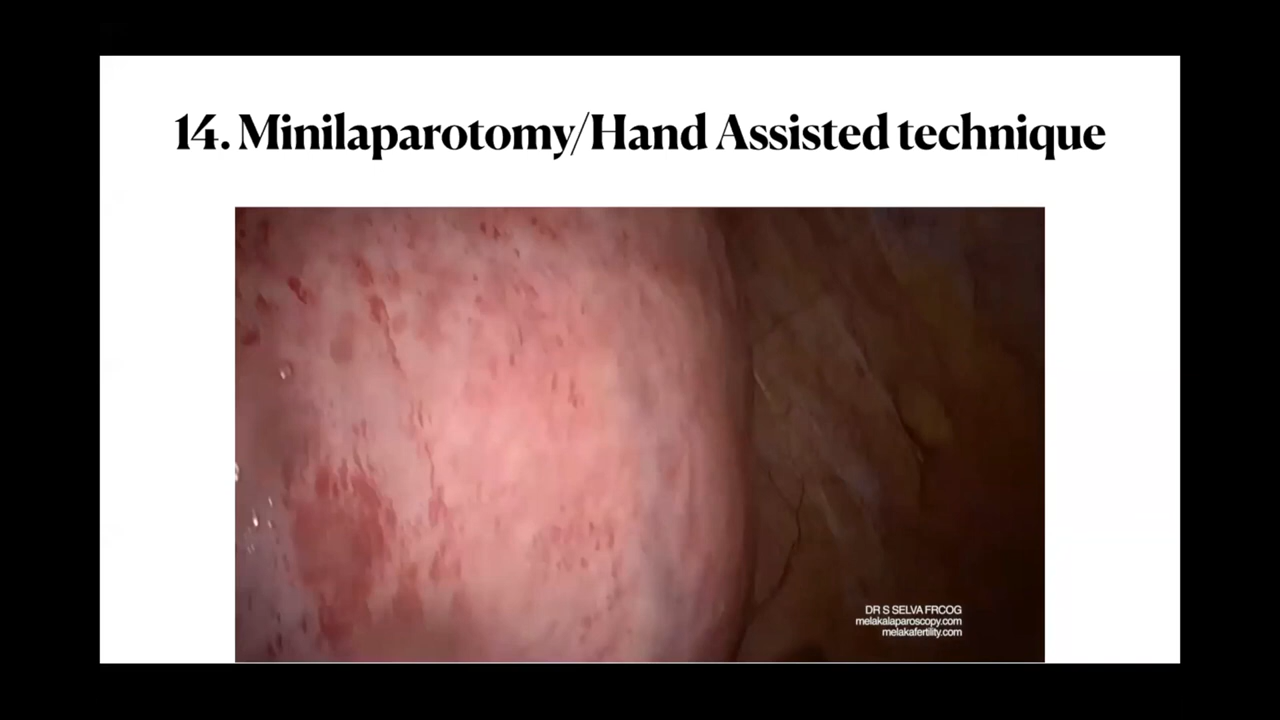 14. Minilaparotomy/Hand Assisted technique
DR S SELVA FRCOG
melakalaparoscopy.com
melakafertility.com